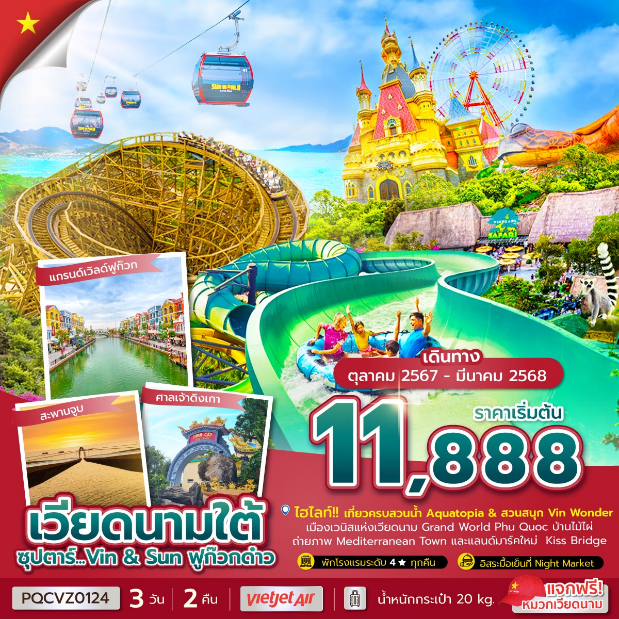 SUN WORLD
VINPEARL
SAFARI
แกรนด์เวิลด์ฟูก๊วก
สะพานจูบ
ศาลเจ้าดิงเกา
เดินทาง
ตุลาคม 2567 - มีนาคม 2568
ราคาเริ่มต้น
11,888
เวียดนามใต้
ซุปตาร์...Vin & Sun ฟูก๊วกด่าว
ไฮไลท์!! เที่ยวครบสวนน้ำ Aquatopia & สวนสนุก Vin Wonder
เมืองเวนิสแห่งเวียดนาม Grand World Phu Quoc บ้านไม้ไผ่
ถ่ายภาพ Mediterranean Town และแลนด์มาร์คใหม่ Kiss Bridge
พักโรงแรมระดับ 4★ ทุกคืน
อิสระมื้อเย็นที่ Night Market
PQCVZ0124
3 วัน
2 คืน
vietjet Air
น้ำหนักกระเป๋า 20 kg.
แจกฟรี!
หมวกเวียดนาม